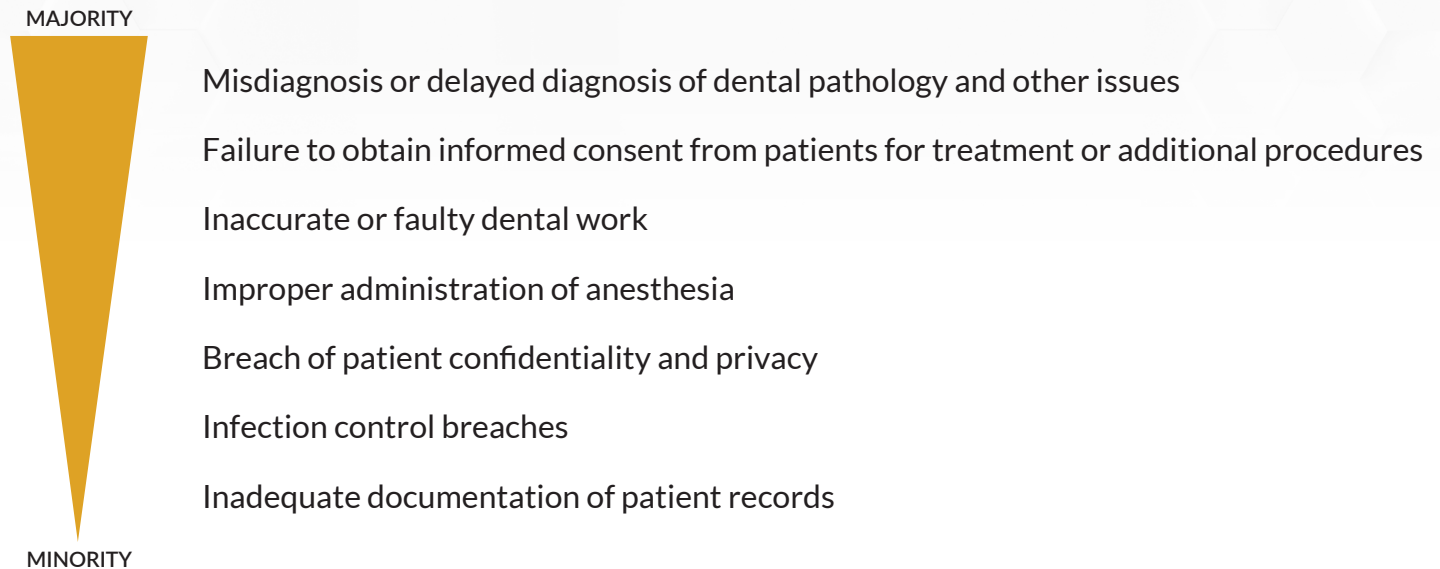 MAJORITY
Misdiagnosis or delayed diagnosis of dental pathology and other issues
Failure to obtain informed consent from patients for treatment or additional procedures
Inaccurate or faulty dental work
Improper administration of anesthesia
Breach of patient confidentiality and privacy
Infection control breaches
Inadequate documentation of patient records
MINORITY